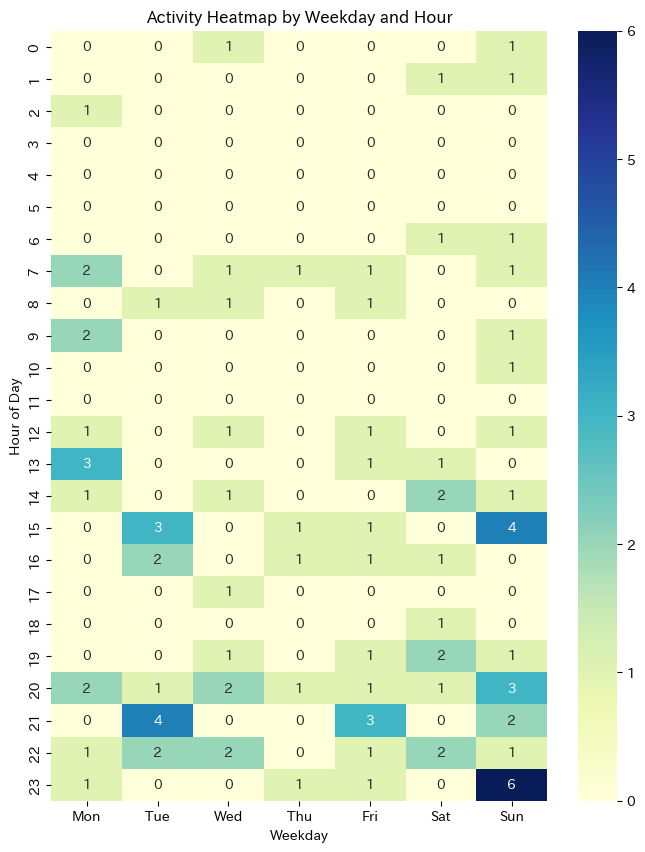 Activity Heatmap by Weekday and Hour
0 0 0 1 0 0 0 1
1 0 0 0 0 0 1 1
2 1 0 0 0 0 0 0
3 0 0 0 0 0 0 0
4 0 0 0 0 0 0 0
5 0 0 0 0 0 0 0
6 0 0 0 0 0 1 1
7 2 0 1 1 1 0 1
8 0 1 1 0 1 0 0
9 2 0 0 0 0 0 1
10 0 0 0 0 0 0 1
11 0 0 0 0 0 0 0
12 1 0 1 0 1 0 1
13 3 0 0 0 1 1 0
14 1 0 1 0 0 2 1
15 0 3 0 1 1 0 4
16 0 2 0 1 1 1 0
17 0 0 1 0 0 0 0
18 0 0 0 0 0 1 0
19 0 0 1 0 1 2 1
20 2 1 2 1 1 1 3
21 0 4 0 0 3 0 2
22 1 2 2 0 1 2 1
23 1 0 0 1 1 0 6
Mon Tue Wed Thu Fri Sat Sun
Weekday
Hour of Day
6
5
4
3
2
1
0